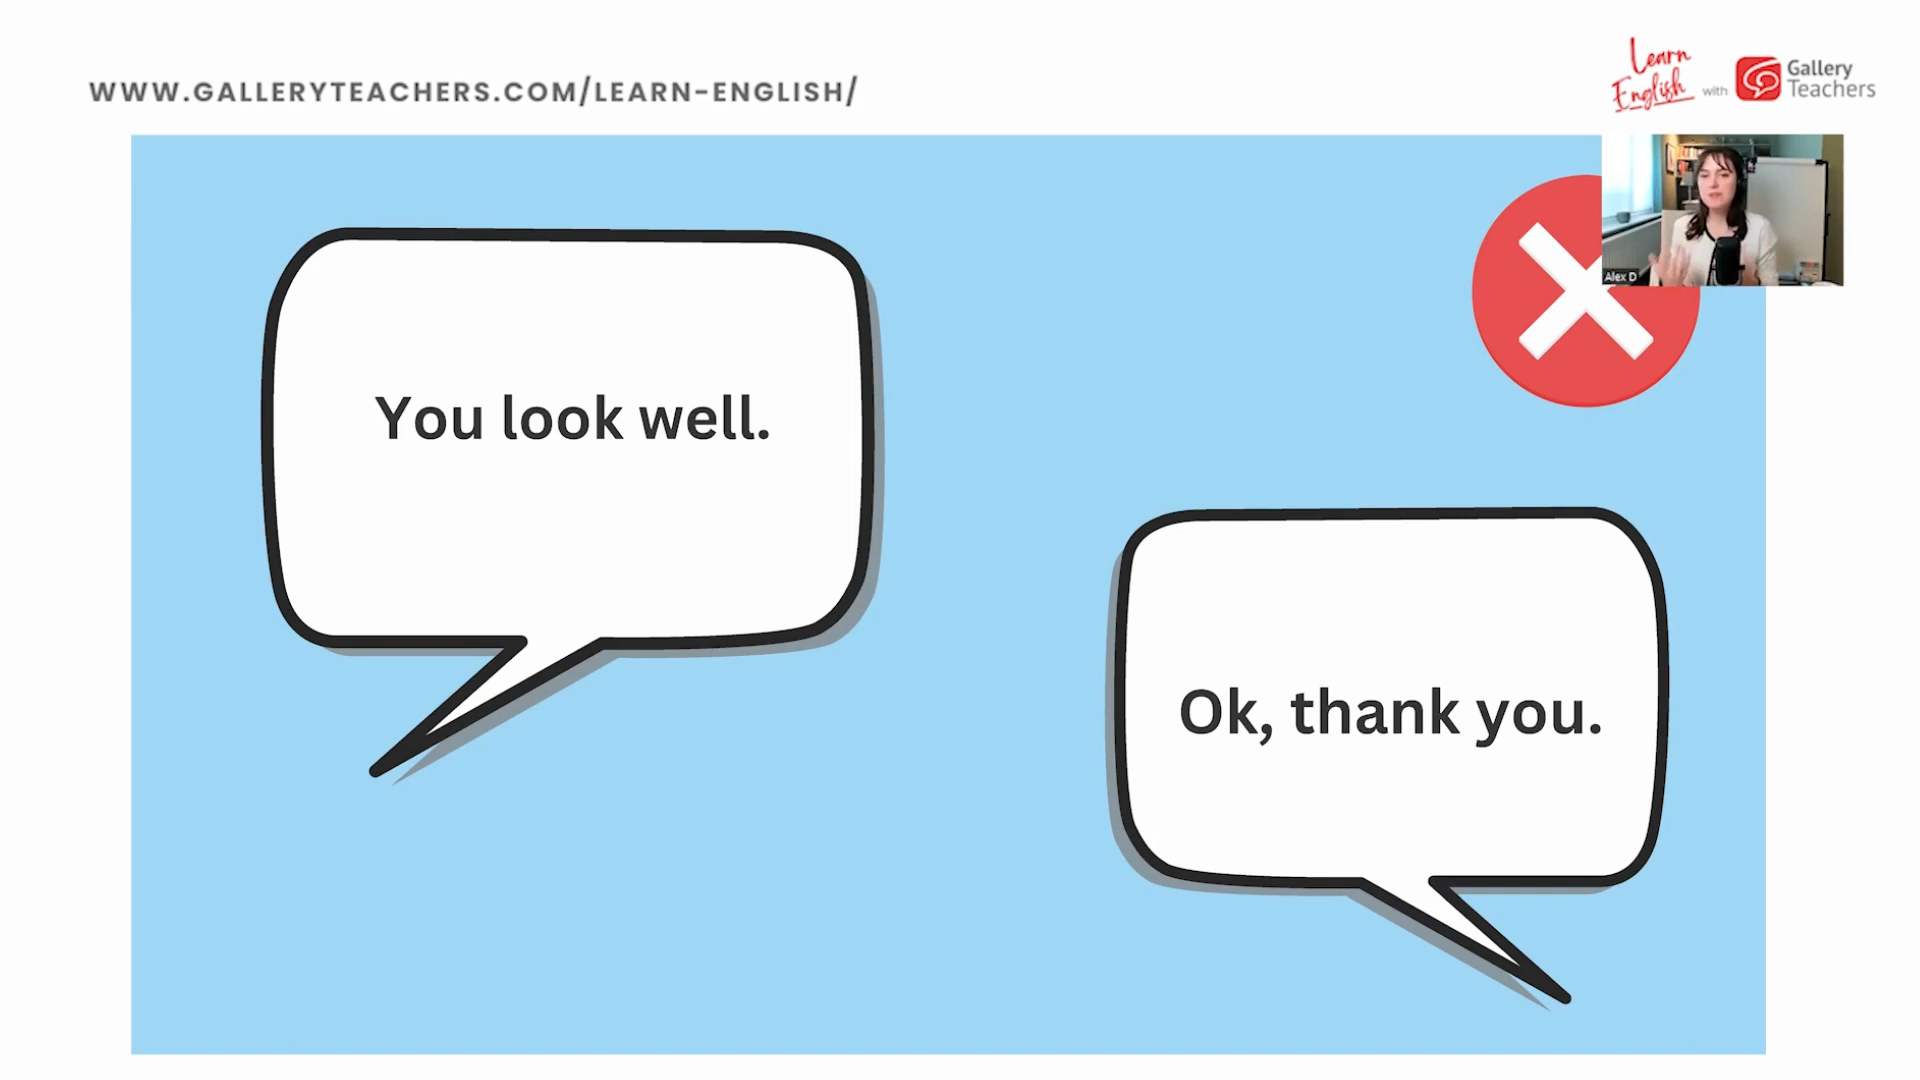 WWW.GALLERYTEACHERS.COM/LEARN-ENGLISH/
Learn
English with Gallery
Teachers
Alex D
You look well.
Ok, thank you.